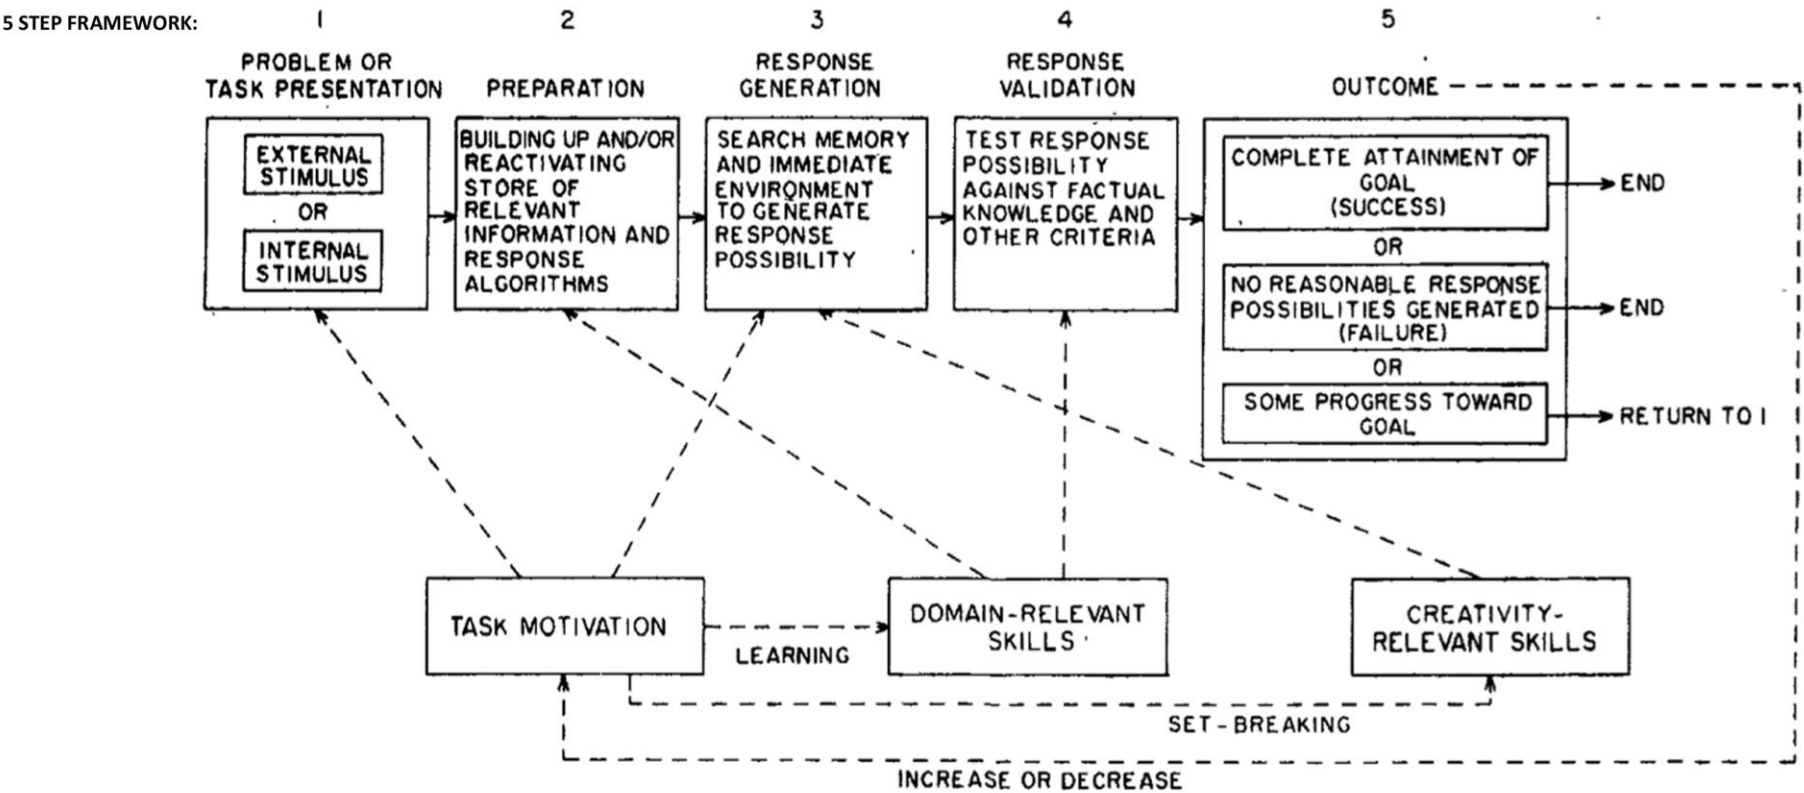 5 STEP FRAMEWORK:
1
2
3
4
5
PROBLEM OR
TASK PRESENTATION
PREPARATION
RESPONSE
GENERATION
RESPONSE
VALIDATION
OUTCOME
EXTERNAL
STIMULUS
OR
INTERNAL
STIMULUS
BUILDING UP AND/OR
REACTIVATING
STORE OF
RELEVANT
INFORMATION AND
RESPONSE
ALGORITHMS
SEARCH MEMORY
AND IMMEDIATE
ENVIRONMENT
TO GENERATE
RESPONSE
POSSIBILITY
TEST RESPONSE
POSSIBILITY
AGAINST FACTUAL
KNOWLEDGE AND
OTHER CRITERIA
COMPLETE ATTAINMENT OF
GOAL
(SUCCESS)
END
OR
NO REASONABLE RESPONSE
POSSIBILITIES GENERATED
(FAILURE)
END
OR
SOME PROGRESS TOWARD
GOAL
RETURN TO 1
TASK MOTIVATION
LEARNING
DOMAIN-RELEVANT
SKILLS
CREATIVITY-
RELEVANT SKILLS
SET-BREAKING
INCREASE OR DECREASE